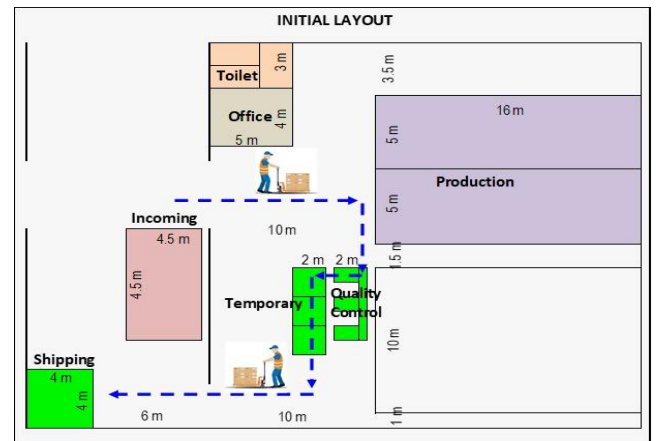 INITIAL LAYOUT
3 m
Toilet
3.5 m
Office
4 m
5 m
16 m
5 m
Production
5 m
Incoming
4.5 m
10 m
4.5 m
1.5 m
2 m
2 m
Temporary
Quality
Control
10 m
Shipping
4 m
4 m
6 m
10 m
1 m